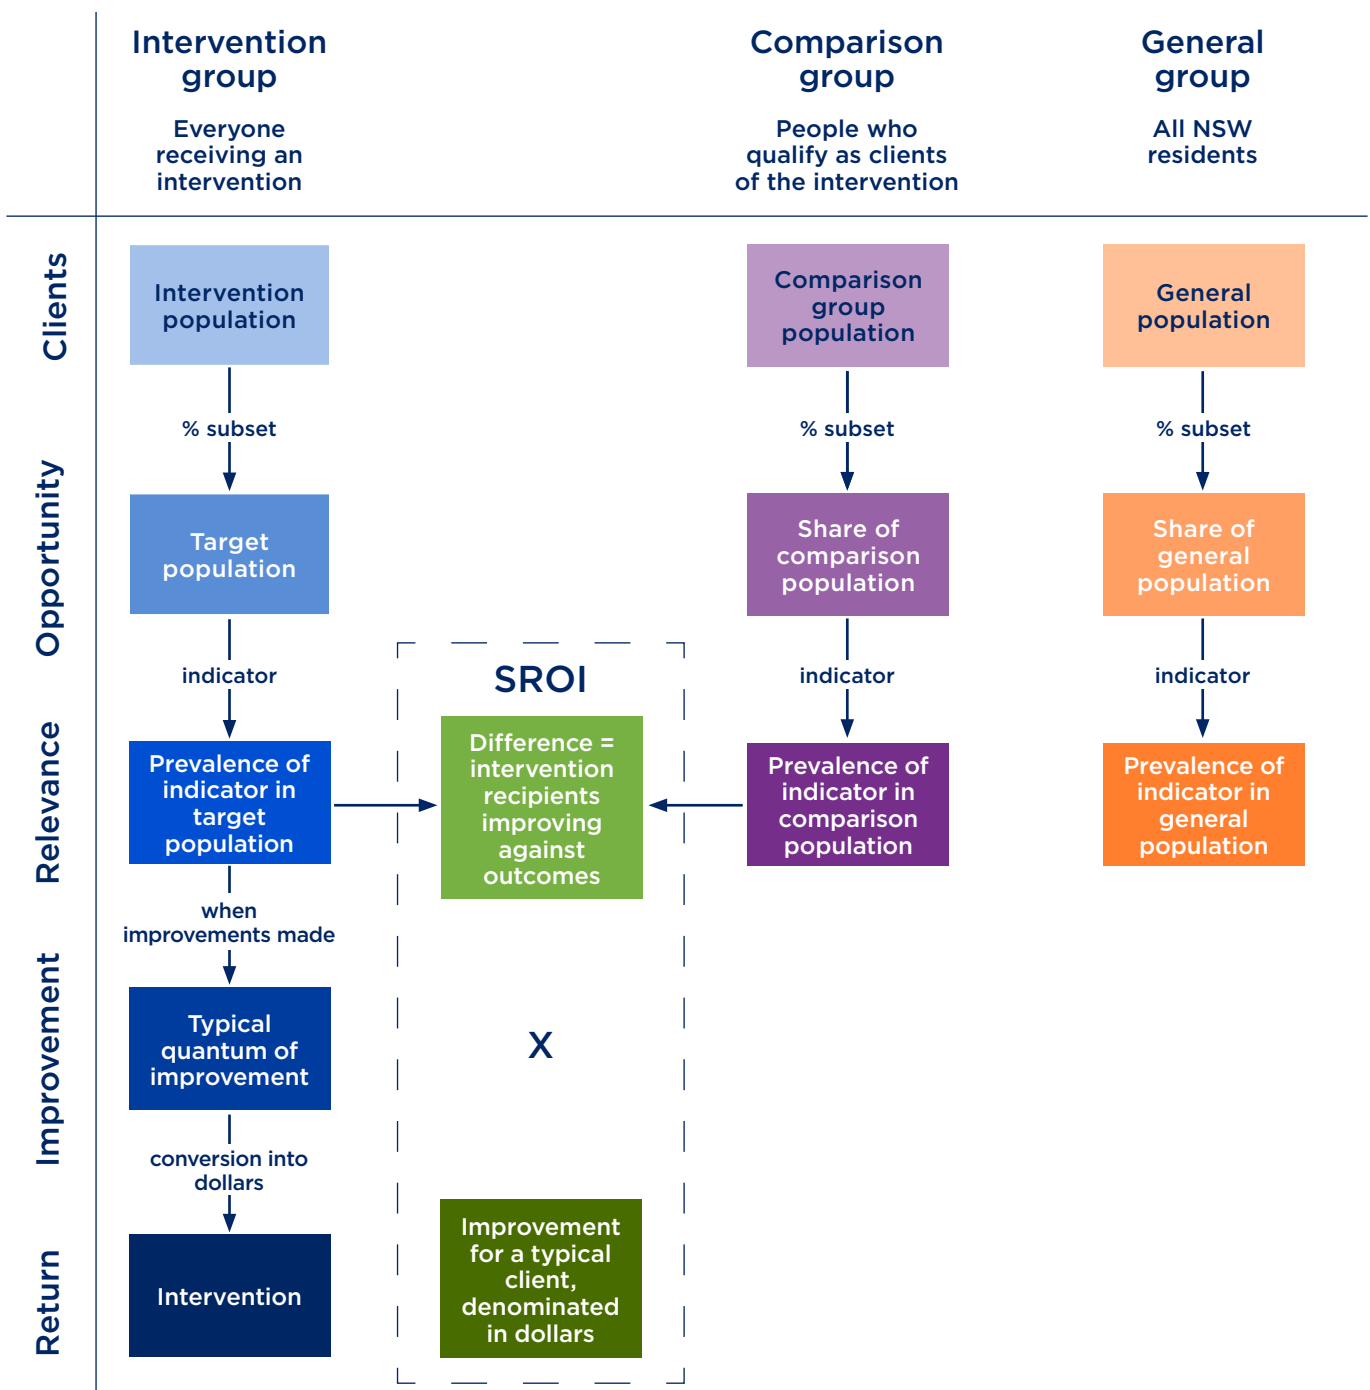 Intervention
group
Everyone
receiving an
intervention
Comparison
group
People who
qualify as clients
of the intervention
General
group
All NSW
residents
Clients
Intervention
population
Comparison
group
population
General
population
% subset
% subset
% subset
Opportunity
Target
population
Share of
comparison
population
Share of
general
population
indicator
SROI
indicator
indicator
Relevance
Prevalence of
indicator in
target
population
Difference =
intervention
recipients
improving
against
outcomes
Prevalence of
indicator in
comparison
population
Prevalence of
indicator in
general
population
when
improvements made
Improvement
Typical
quantum of
improvement
X
conversion into
dollars
Return
Intervention
Improvement
for a typical
client,
denominated
in dollars